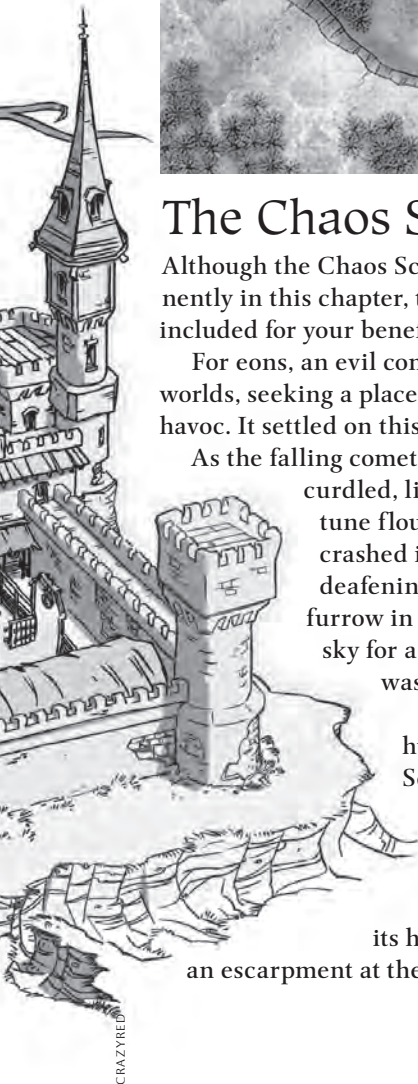 The Chaos S
Although the Chaos Sc
nently in this chapter, t
included for your benef
For eons, an evil com
worlds, seeking a place
havoc. It settled on this
As the falling comet
curdled, li
tune flou
crashed i
deafenin
furrow in
sky for a
was
h
Sc
its h
an escarpment at the
CRAZYRED